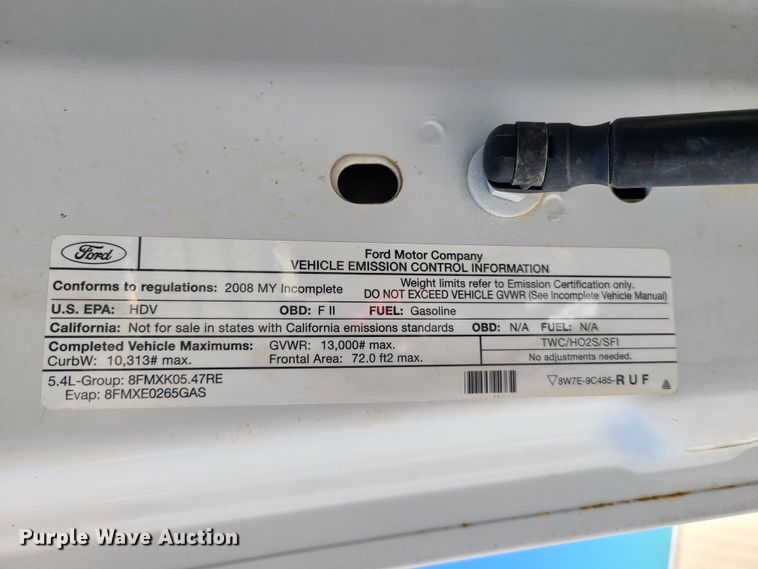 Ford
Ford Motor Company
VEHICLE EMISSION CONTROL INFORMATION
Conforms to regulations: 2008 MY Incomplete
Weight limits refer to Emission Certification only.
DO NOT EXCEED VEHICLE GVWR (See Incomplete Vehicle Manual)
U.S. EPA: HDV OBD: F II FUEL: Gasoline
California: Not for sale in states with California emissions standards OBD: N/A FUEL: N/A
Completed Vehicle Maximums: GVWR: 13,000# max.
CurbW: 10,313# max. Frontal Area: 72.0 ft2 max.
TWC/HO2S/SFI
No adjustments needed.
5.4L-Group: 8FMXK05.47RE
Evap: 8FMXE0265GAS
8W7E-9C485-RUF
Purple Wave Auction